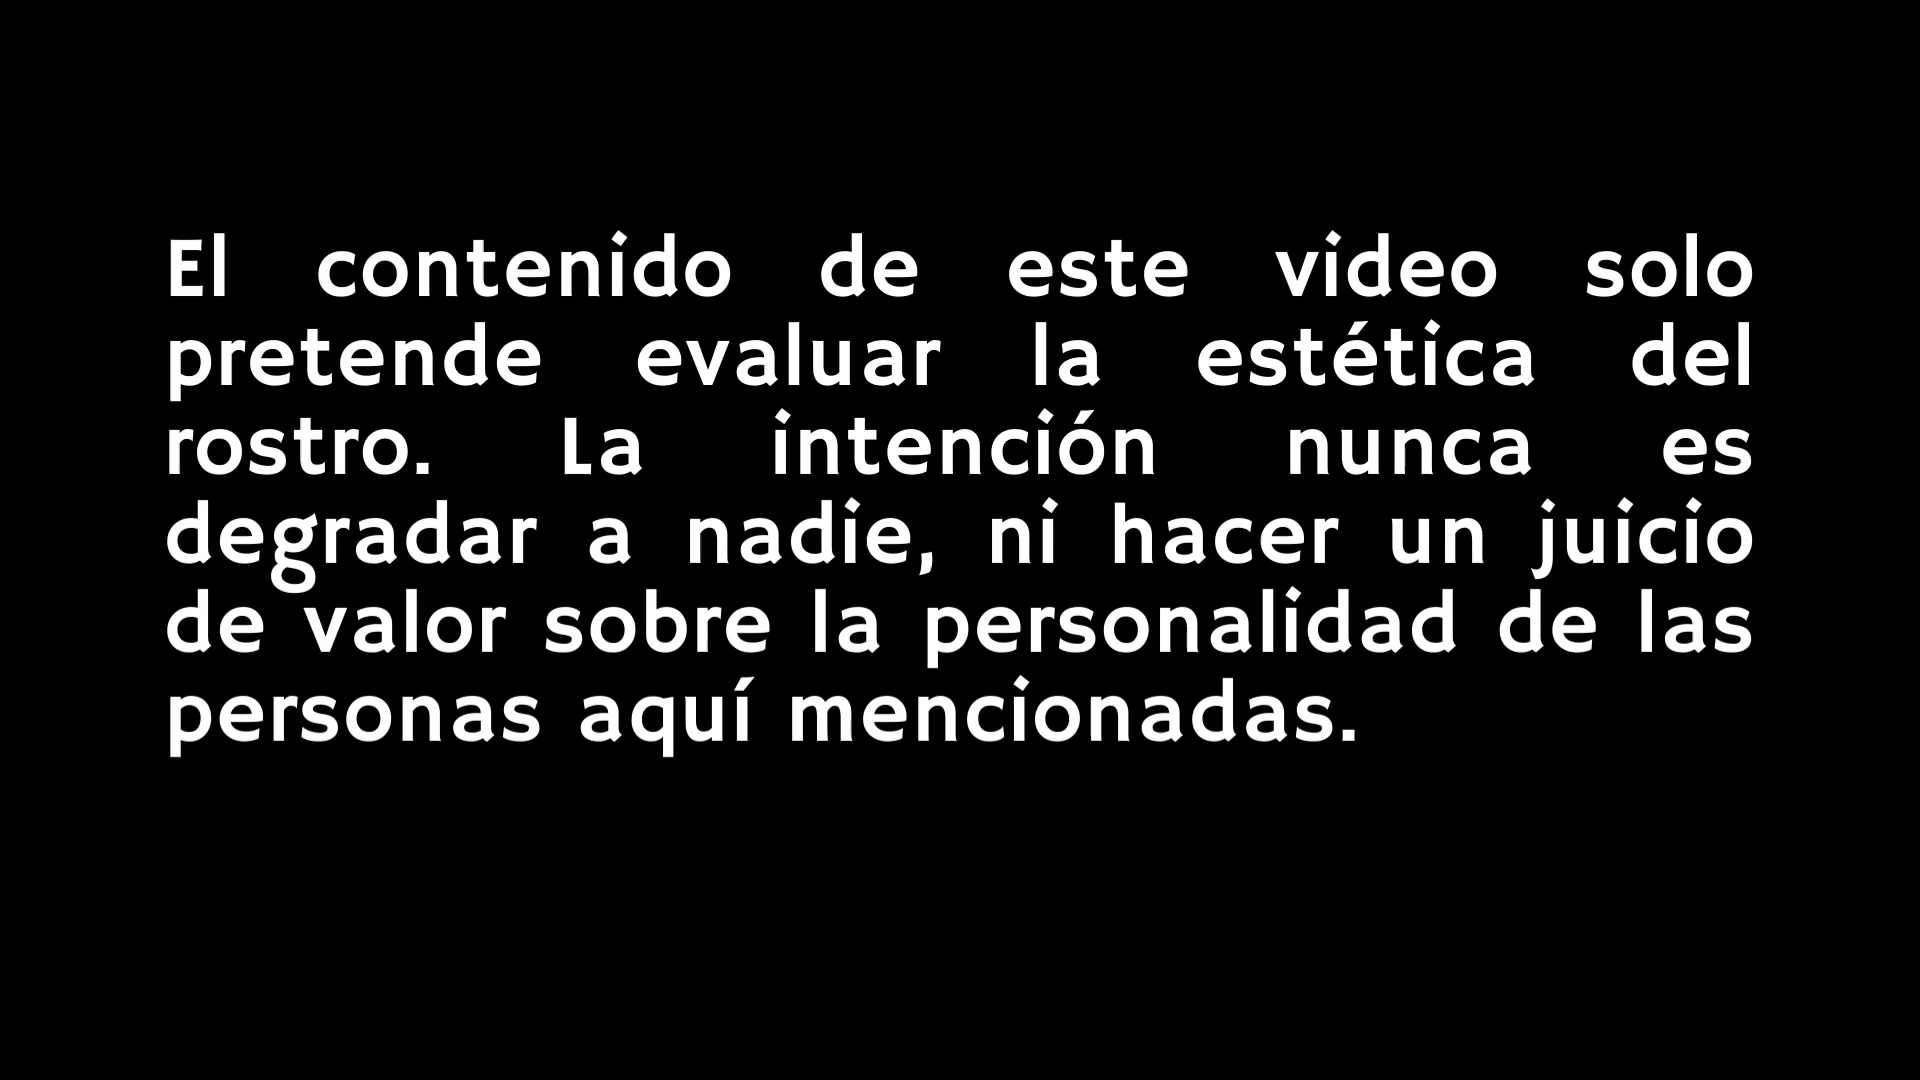 El contenido de este video solo
pretende evaluar la estética del
rostro. La intención nunca es
degradar a nadie, ni hacer un juicio
de valor sobre la personalidad de las
personas aquí mencionadas.